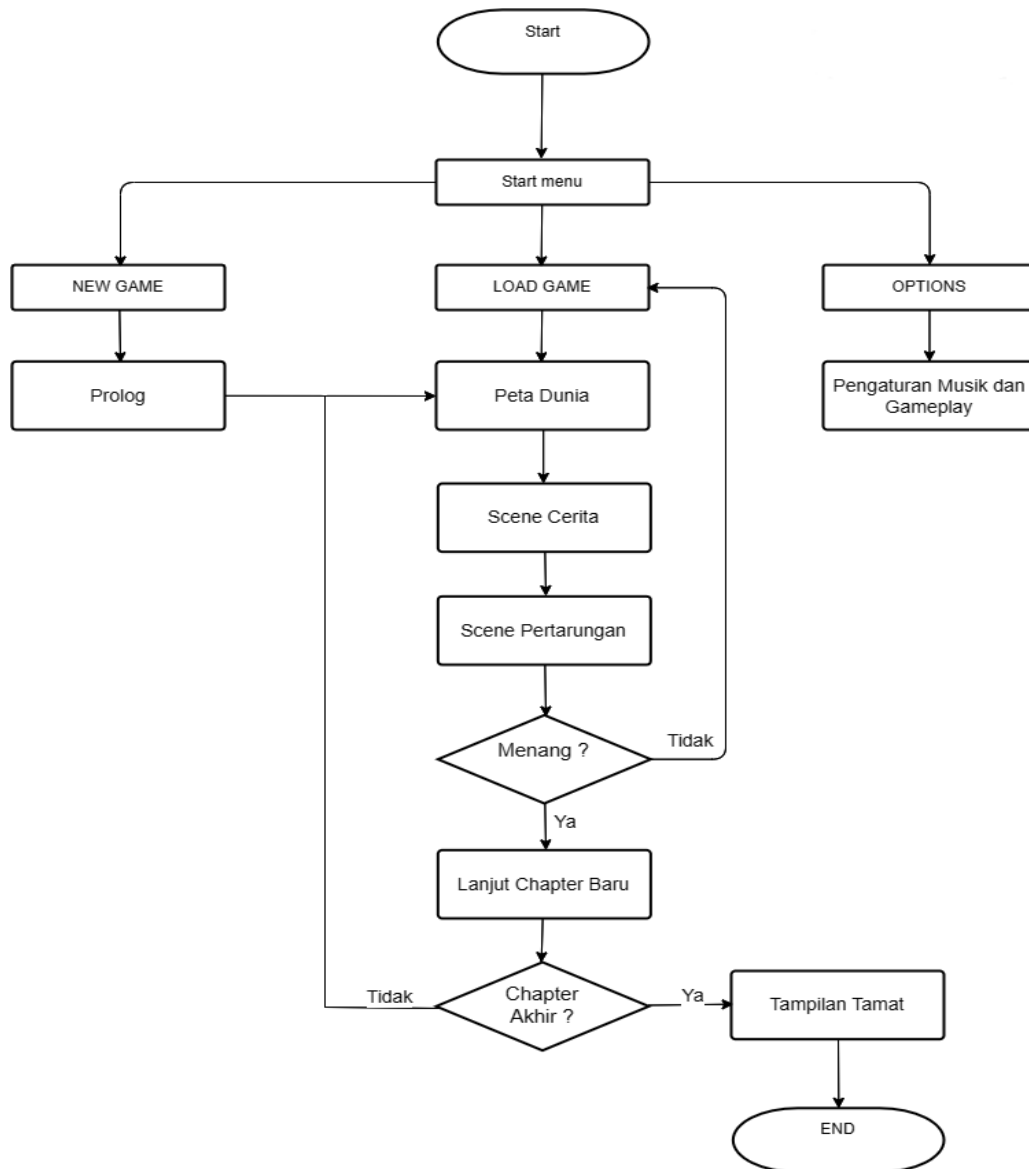 Start
Start menu
NEW GAME
LOAD GAME
OPTIONS
Prolog
Peta Dunia
Pengaturan Musik dan
Gameplay
Scene Cerita
Scene Pertarungan
Menang ?
Tidak
Ya
Lanjut Chapter Baru
Tidak
Chapter
Akhir ?
Ya
Tampilan Tamat
END